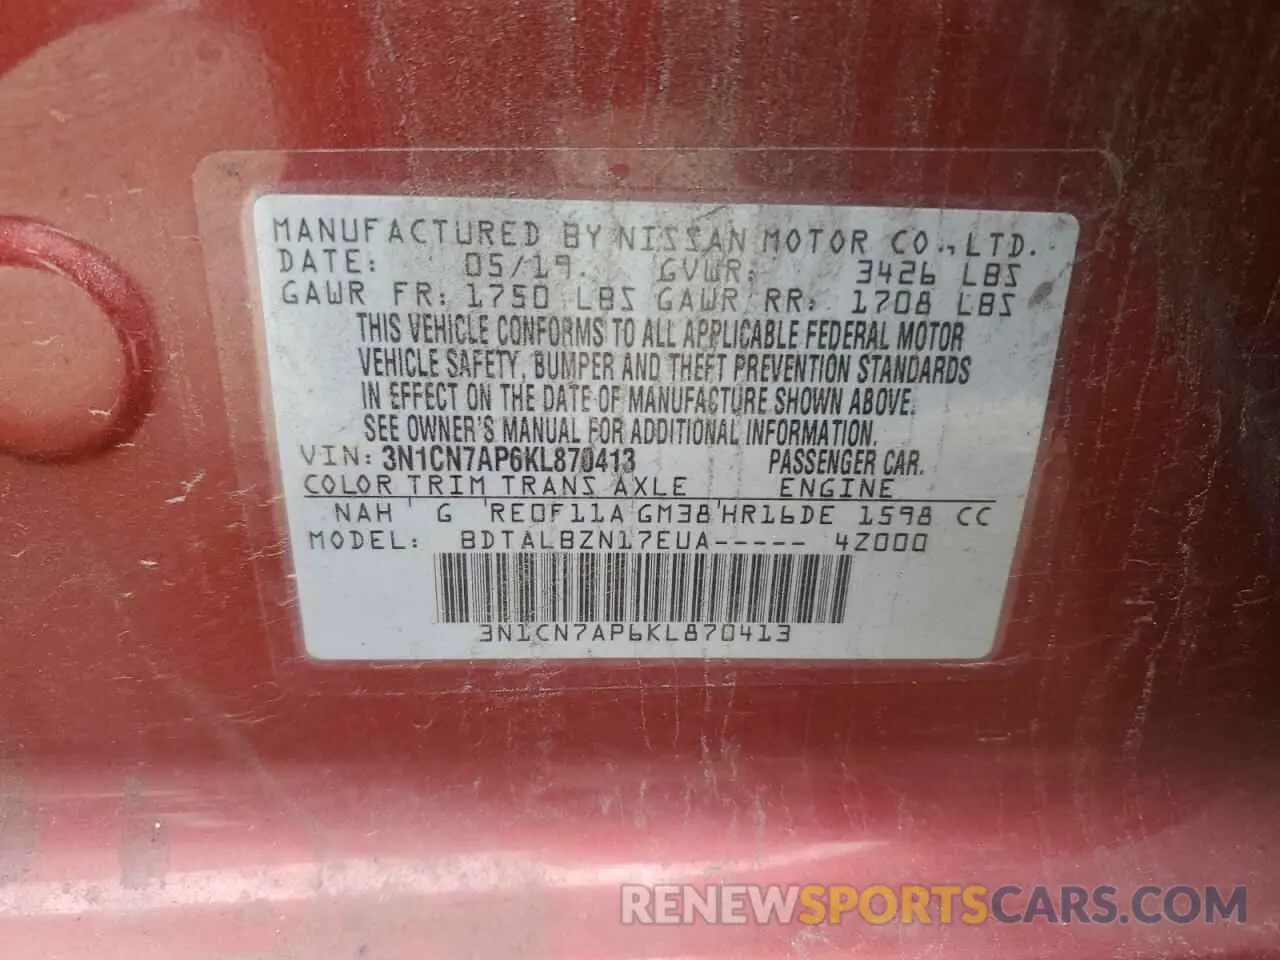 MANUFACTURED BY NISSAN MOTOR CO., LTD.
DATE: 05/19 GVWR: 3426 LBS
GAWR FR: 1750 LBS GAWR RR: 1708 LBS
THIS VEHICLE CONFORMS TO ALL APPLICABLE FEDERAL MOTOR
VEHICLE SAFETY, BUMPER AND THEFT PREVENTION STANDARDS
IN EFFECT ON THE DATE OF MANUFACTURE SHOWN ABOVE.
SEE OWNER'S MANUAL FOR ADDITIONAL INFORMATION.
VIN: 3N1CN7AP6KL870413 PASSENGER CAR.
COLOR TRIM TRANS AXLE ENGINE
NAH G RE0F11A GM38 HR16DE 1598 CC
MODEL: BDTALBZN17EUA----- 4Z000
3N1CN7AP6KL870413
RENEWSPORTSCARS.COM